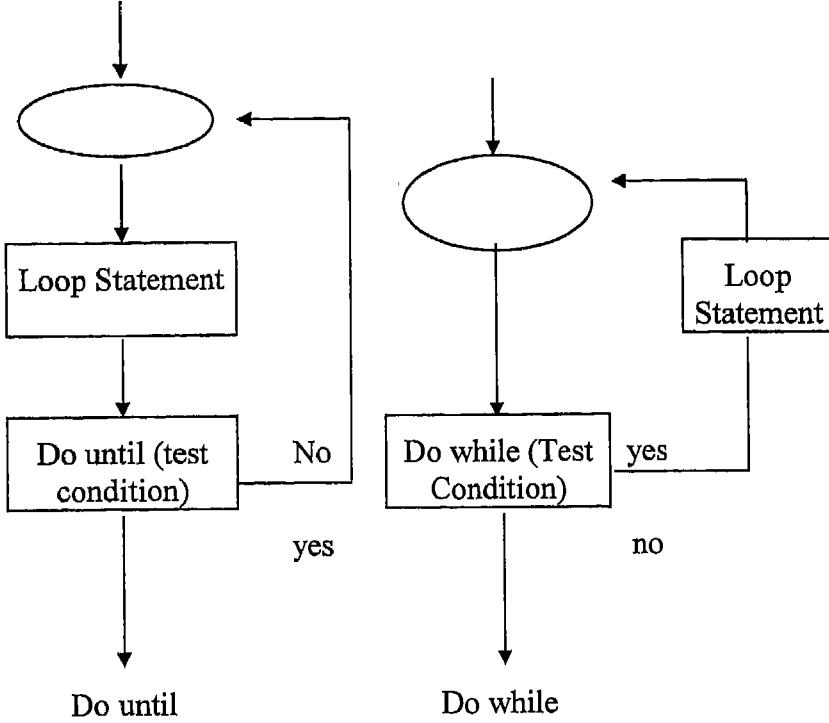 Loop Statement
Do until (test
condition)
No
yes
Do until
Loop
Statement
Do while (Test
Condition)
yes
no
Do while